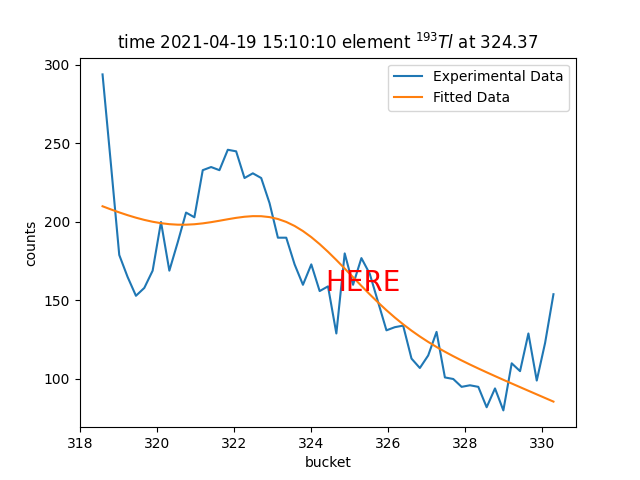 time 2021-04-19 15:10:10 element ¹⁹³Tl at 324.37
300
250
200
150
100
counts
Experimental Data
Fitted Data
HERE
318 320 322 324 326 328 330
bucket